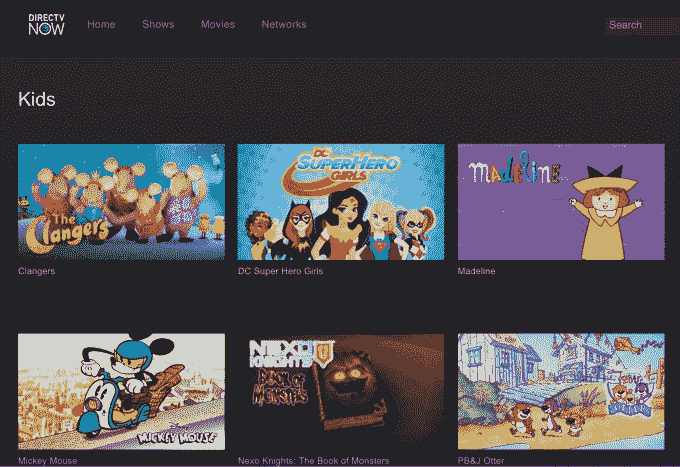 DIRECTV
NOW
Home Shows Movies Networks
Search
Kids
The
Clangers
DC
SUPERHERO
GIRLS
MADELINE
Clangers
DC Super Hero Girls
Madeline
MICKEY MOUSE
NEXO
KNIGHTS
BOOK OF
MONSTERS
Mickey Mouse
Nexo Knights: The Book of Monsters
PB&J Otter